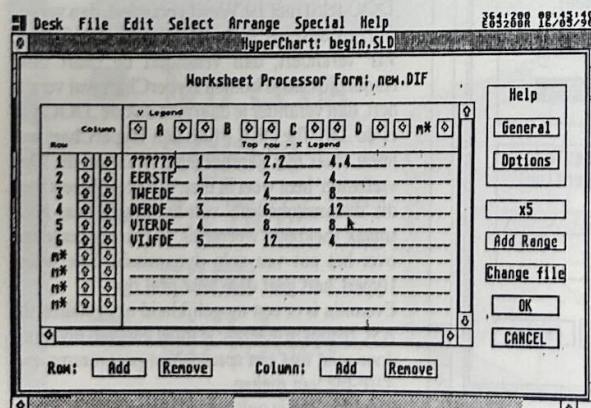 Desk File Edit Select Arrange Special Help
HyperChart: begin.SLD
Worksheet Processor Form: new.DIF
Help
General
Options
x5
Add Range
Change file
OK
CANCEL
Y Legend
Column A B C D m*
Row Top row - X Legend
1 ?????? 1 2,2 4,4
2 EERSTE 1 2 4
3 TWEEDE 2 4 8
4 DERDE 3 6 12
5 VIERDE 4 8 8
6 VIJFDE 5 12 4
m*
m*
m*
m*
Row: Add Remove Column: Add Remove